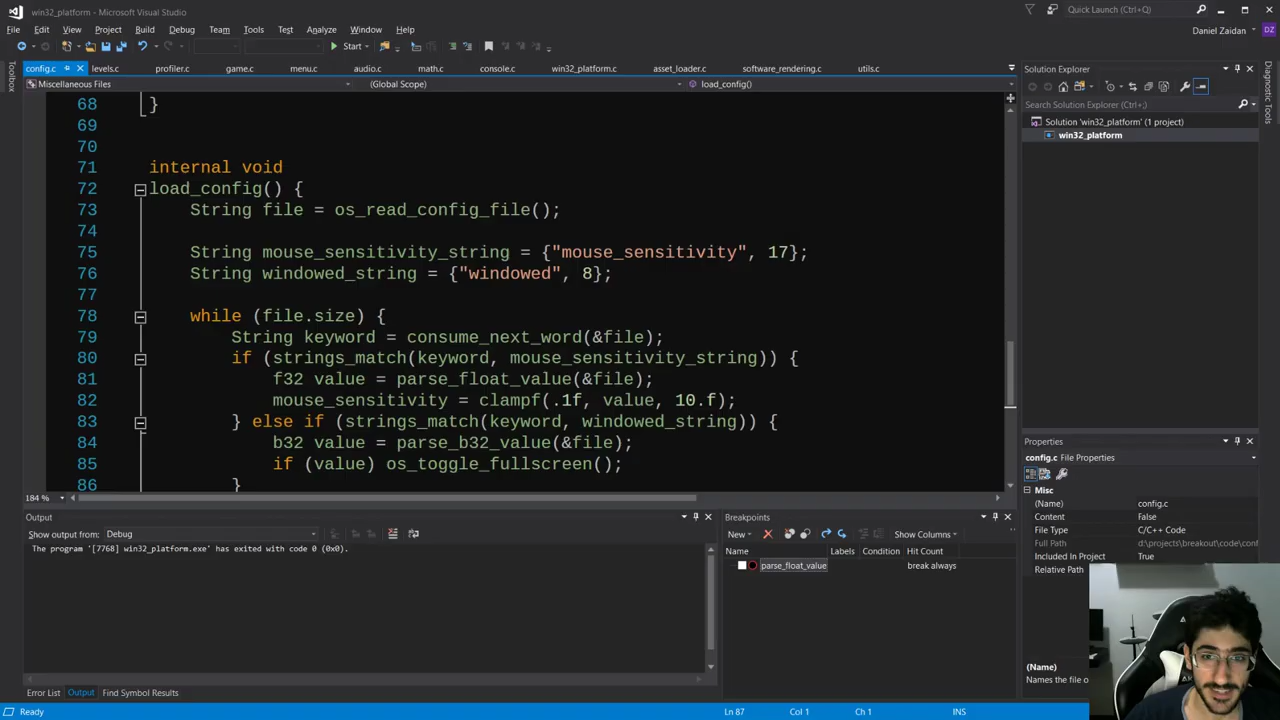 win32_platform - Microsoft Visual Studio
Quick Launch (Ctrl+Q)
File Edit View Project Build Debug Team Tools Test Analyze Window Help
Daniel Zaidan DZ
Start
Toolbox
config.c levels.c profiler.c game.c menu.c audio.c math.c console.c win32_platform.c asset_loader.c software_rendering.c utils.c
Miscellaneous Files (Global Scope) load_config()
68 }
69
70
71 internal void
72 load_config() {
73 String file = os_read_config_file();
74
75 String mouse_sensitivity_string = {"mouse_sensitivity", 17};
76 String windowed_string = {"windowed", 8};
77
78 while (file.size) {
79 String keyword = consume_next_word(&file);
80 if (strings_match(keyword, mouse_sensitivity_string)) {
81 f32 value = parse_float_value(&file);
82 mouse_sensitivity = clampf(.1f, value, 10.f);
83 } else if (strings_match(keyword, windowed_string)) {
84 b32 value = parse_b32_value(&file);
85 if (value) os_toggle_fullscreen();
86 }
184 %
Solution Explorer
Search Solution Explorer (Ctrl+;)
Solution 'win32_platform' (1 project)
win32_platform
Diagnostic Tools
Properties
config.c File Properties
Misc
(Name) config.c
Content False
File Type C/C++ Code
Full Path d:\projects\breakout\code\conf
Included In Project True
Relative Path
(Name)
Names the file o
Output
Show output from: Debug
The program '[7768] win32_platform.exe' has exited with code 0 (0x0).
Breakpoints
New Show Columns
Name Labels Condition Hit Count
parse_float_value break always
Error List Output Find Symbol Results
Ready Ln 87 Col 1 Ch 1 INS